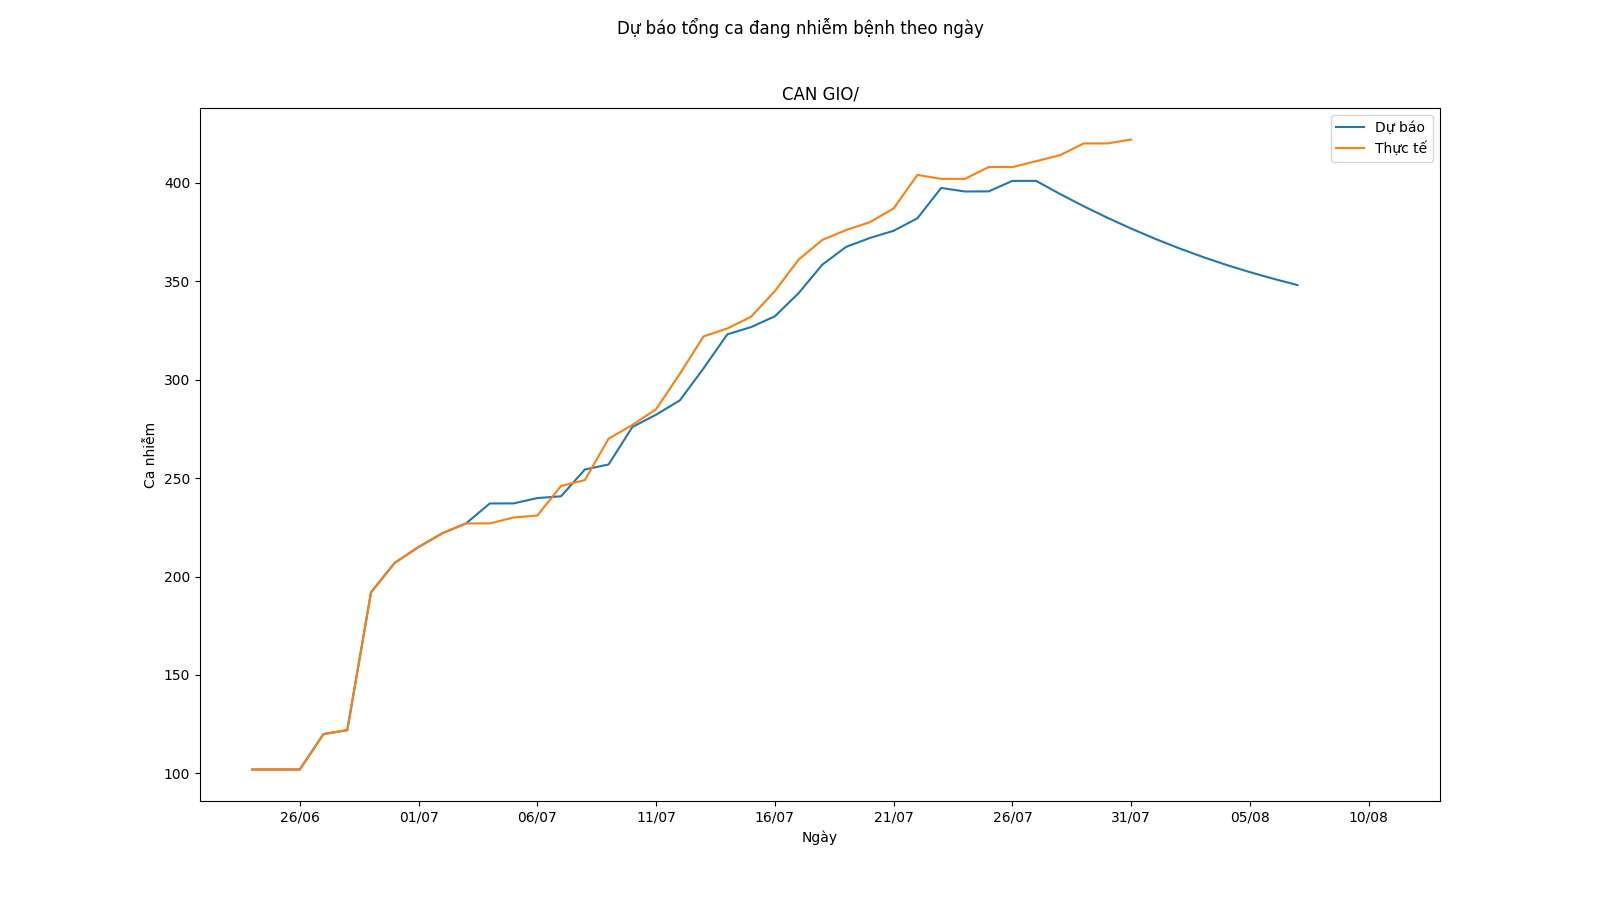 Dự báo tổng ca đang nhiễm bệnh theo ngày
CAN GIO/
Dự báo
Thực tế
Ca nhiễm
400
350
300
250
200
150
100
26/06 01/07 06/07 11/07 16/07 21/07 26/07 31/07 05/08 10/08
Ngày